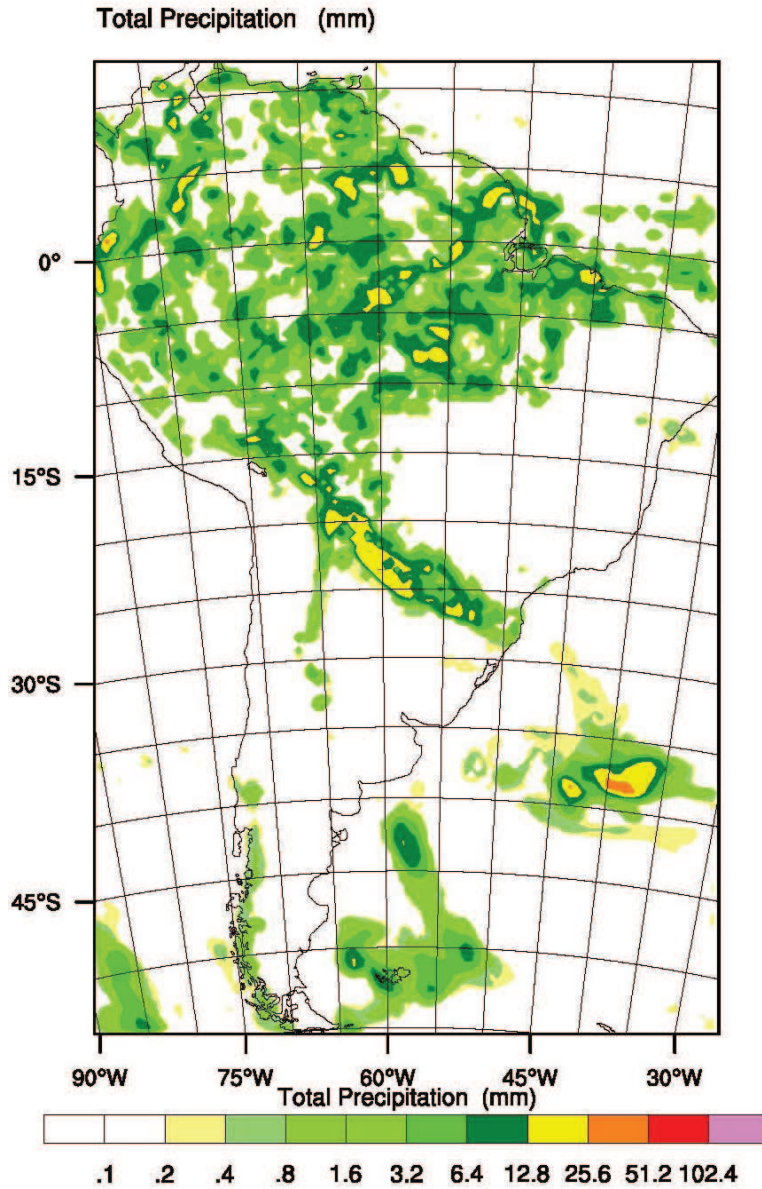 Total Precipitation (mm)
0°
15°S
30°S
45°S
90°W 75°W 60°W 45°W 30°W
Total Precipitation (mm)
.1 .2 .4 .8 1.6 3.2 6.4 12.8 25.6 51.2 102.4